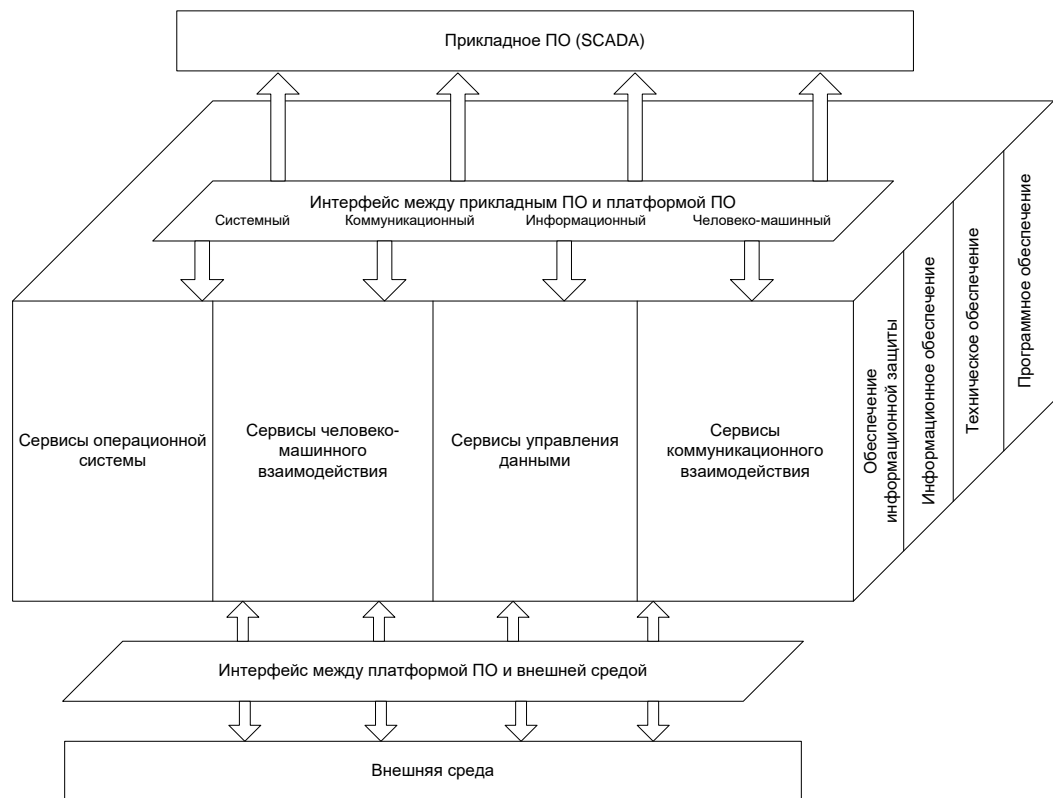 Прикладное ПО (SCADA)
Интерфейс между прикладным ПО и платформой ПО
Системный
Коммуникационный
Информационный
Человеко-машинный
Сервисы операционной
системы
Сервисы человеко-
машинного
взаимодействия
Сервисы управления
данными
Сервисы
коммуникационного
взаимодействия
Обеспечение
информационной защиты
Информационное обеспечение
Техническое обеспечение
Программное обеспечение
Интерфейс между платформой ПО и внешней средой
Внешняя среда